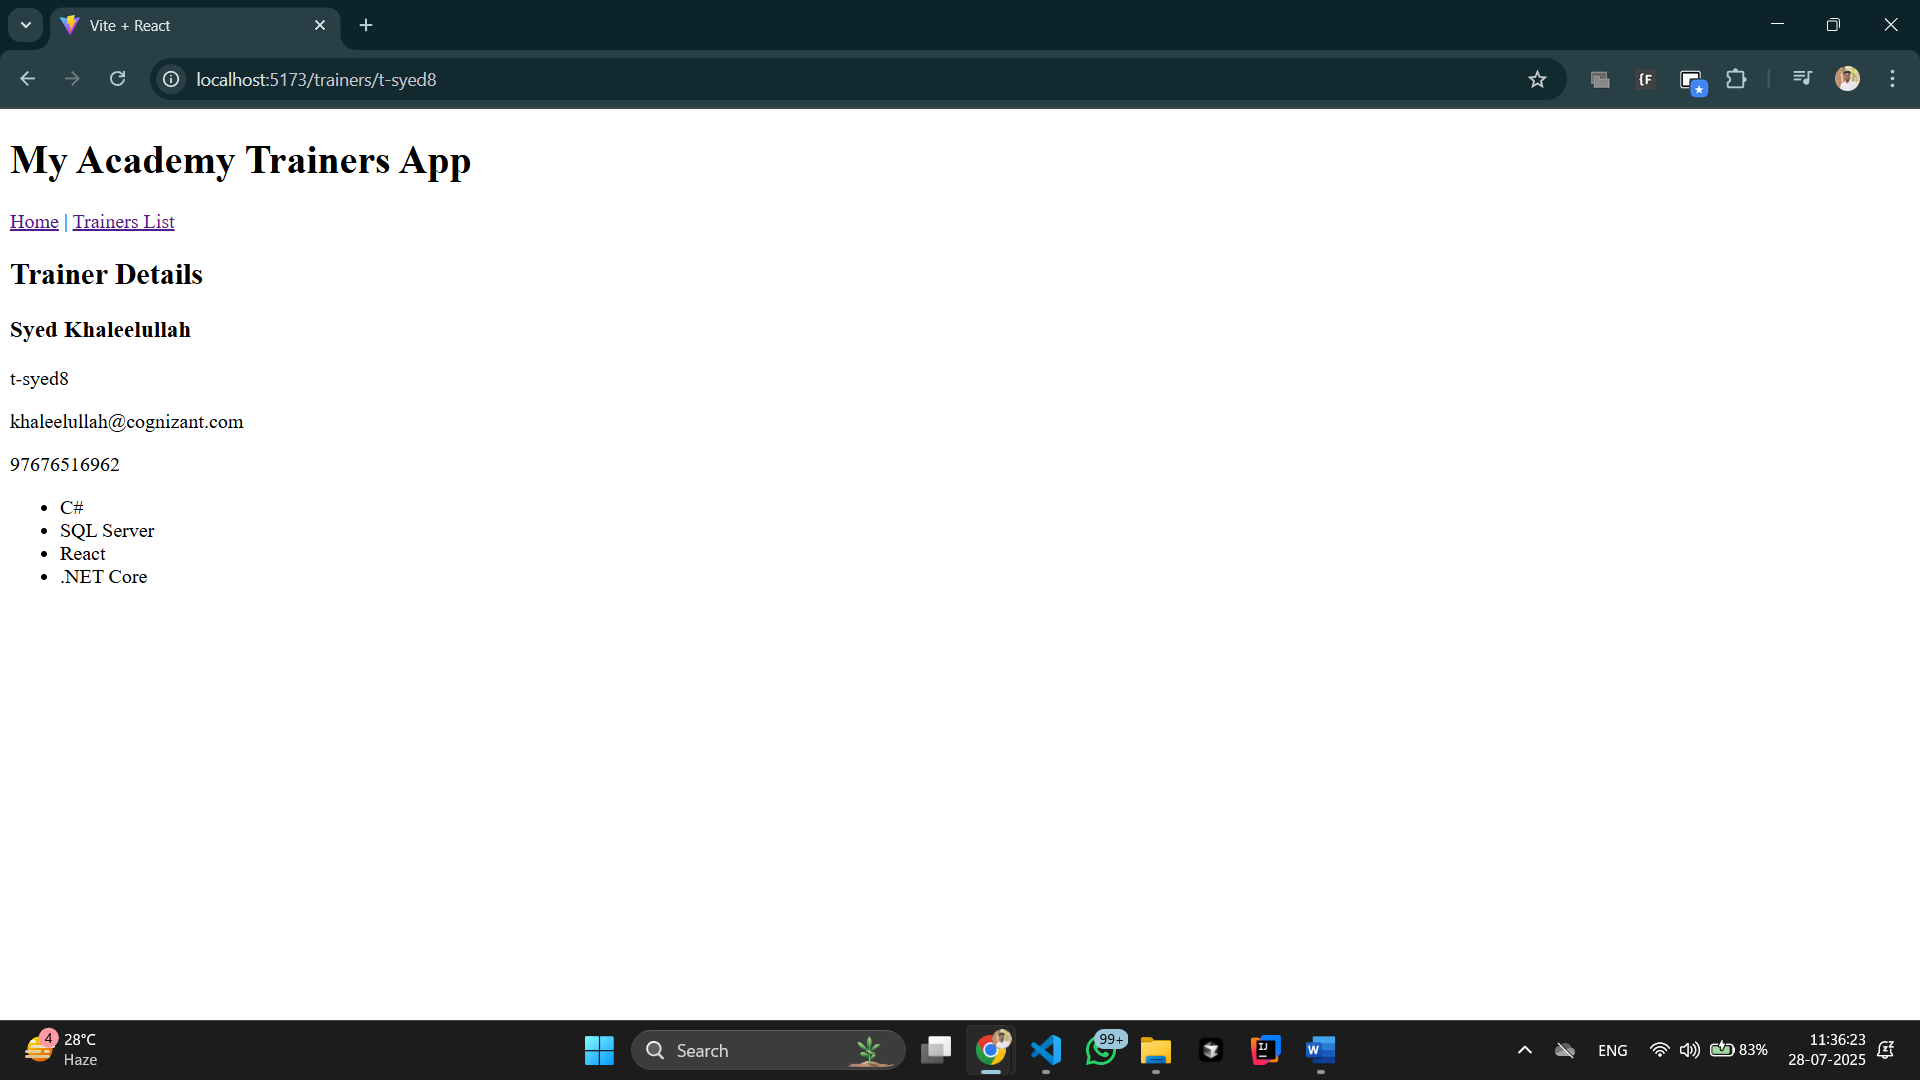 Vite + React
localhost:5173/trainers/t-syed8
{F
My Academy Trainers App
Home | Trainers List
Trainer Details
Syed Khaleelullah
t-syed8
khaleelullah@cognizant.com
97676516962
C#
SQL Server
React
.NET Core
4
28°C
Haze
Search
99+
IJ
W
ENG
83%
11:36:23
28-07-2025